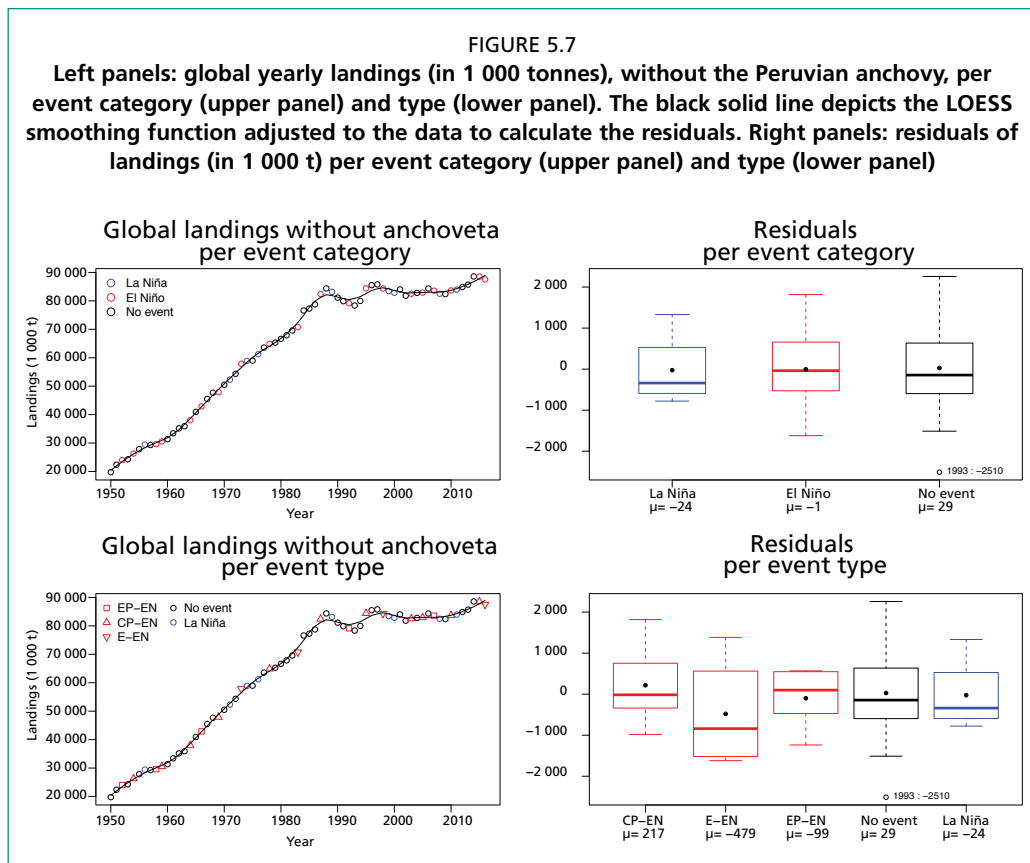 FIGURE 5.7
Left panels: global yearly landings (in 1 000 tonnes), without the Peruvian anchovy, per
event category (upper panel) and type (lower panel). The black solid line depicts the LOESS
smoothing function adjusted to the data to calculate the residuals. Right panels: residuals of
landings (in 1 000 t) per event category (upper panel) and type (lower panel)
Global landings without anchoveta
per event category
Landings (1 000 t)
90 000
80 000
70 000
60 000
50 000
40 000
30 000
20 000
La Niña
El Niño
No event
1950 1960 1970 1980 1990 2000 2010
Year
Residuals
per event category
2 000
1 000
0
−1 000
−2 000
1993 : −2510
La Niña El Niño No event
µ= −24 µ= −1 µ= 29
Global landings without anchoveta
per event type
Landings (1 000 t)
90 000
80 000
70 000
60 000
50 000
40 000
30 000
20 000
EP−EN No event
CP−EN La Niña
E−EN
1950 1960 1970 1980 1990 2000 2010
Year
Residuals
per event type
2 000
1 000
0
−1 000
−2 000
1993 : −2510
CP−EN E−EN EP−EN No event La Niña
µ= 217 µ= −479 µ= −99 µ= 29 µ= −24